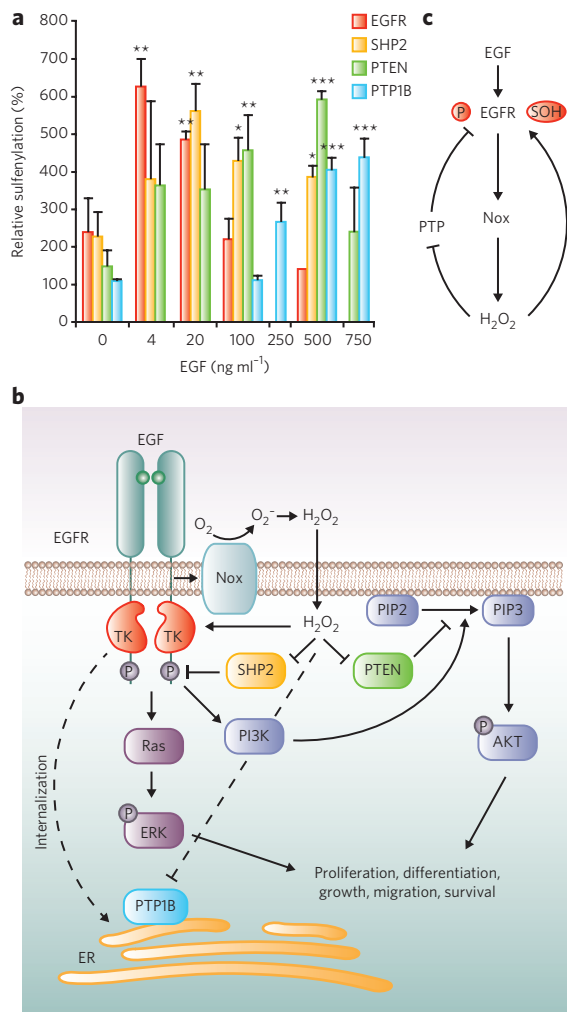 a
800
700
600
500
400
300
200
100
0
Relative sulfenylation (%)
EGFR
SHP2
PTEN
PTP1B
**
**
**
*
**
**
*
***
***
***
0
4
20
100
250
500
750
EGF (ng ml⁻¹)
c
EGF
P
EGFR
SOH
PTP
Nox
H₂O₂
b
EGF
EGFR
O₂
O₂⁻
H₂O₂
Nox
TK
TK
H₂O₂
PIP2
PIP3
P
P
SHP2
PTEN
Ras
PI3K
P
AKT
Internalization
P
ERK
Proliferation, differentiation,
growth, migration, survival
PTP1B
ER